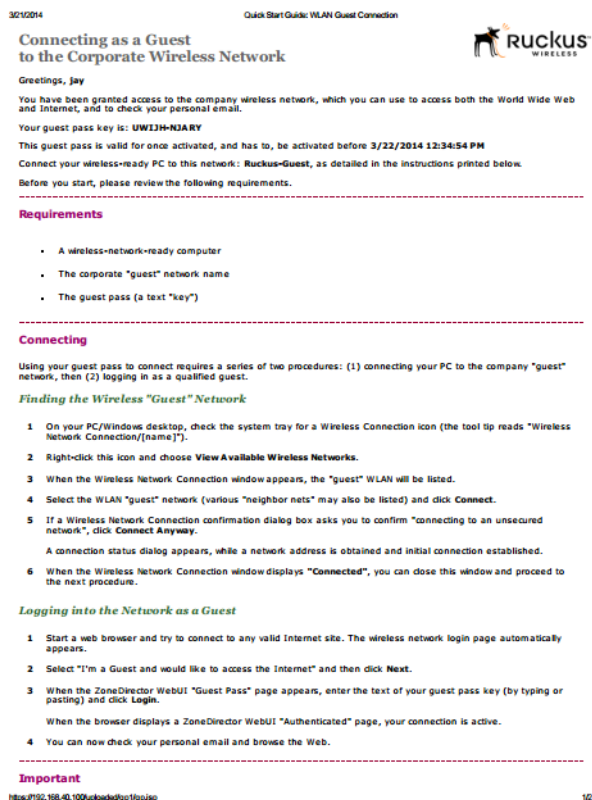 3/21/2014 Quick Start Guide: WLAN Guest Connection
Connecting as a Guest
to the Corporate Wireless Network
Ruckus™
WIRELESS
Greetings, jay
You have been granted access to the company wireless network, which you can use to access both the World Wide Web
and Internet, and to check your personal email.
Your guest pass key is: UWIJH-NJARY
This guest pass is valid for once activated, and has to, be activated before 3/22/2014 12:34:54 PM
Connect your wireless-ready PC to this network: Ruckus-Guest, as detailed in the instructions printed below.
Before you start, please review the following requirements.
Requirements
• A wireless-network-ready computer
• The corporate "guest" network name
• The guest pass (a text "key")
Connecting
Using your guest pass to connect requires a series of two procedures: (1) connecting your PC to the company "guest"
network, then (2) logging in as a qualified guest.
Finding the Wireless "Guest" Network
1 On your PC/Windows desktop, check the system tray for a Wireless Connection icon (the tool tip reads "Wireless
Network Connection/[name]").
2 Right-click this icon and choose View Available Wireless Networks.
3 When the Wireless Network Connection window appears, the "guest" WLAN will be listed.
4 Select the WLAN "guest" network (various "neighbor nets" may also be listed) and click Connect.
5 If a Wireless Network Connection confirmation dialog box asks you to confirm "connecting to an unsecured
network", click Connect Anyway.
A connection status dialog appears, while a network address is obtained and initial connection established.
6 When the Wireless Network Connection window displays "Connected", you can close this window and proceed to
the next procedure.
Logging into the Network as a Guest
1 Start a web browser and try to connect to any valid Internet site. The wireless network login page automatically
appears.
2 Select "I'm a Guest and would like to access the Internet" and then click Next.
3 When the ZoneDirector WebUI "Guest Pass" page appears, enter the text of your guest pass key (by typing or
pasting) and click Login.
When the browser displays a ZoneDirector WebUI "Authenticated" page, your connection is active.
4 You can now check your personal email and browse the Web.
Important
https://192.168.40.100/uploaded/gp1/gp.jsp 1/2